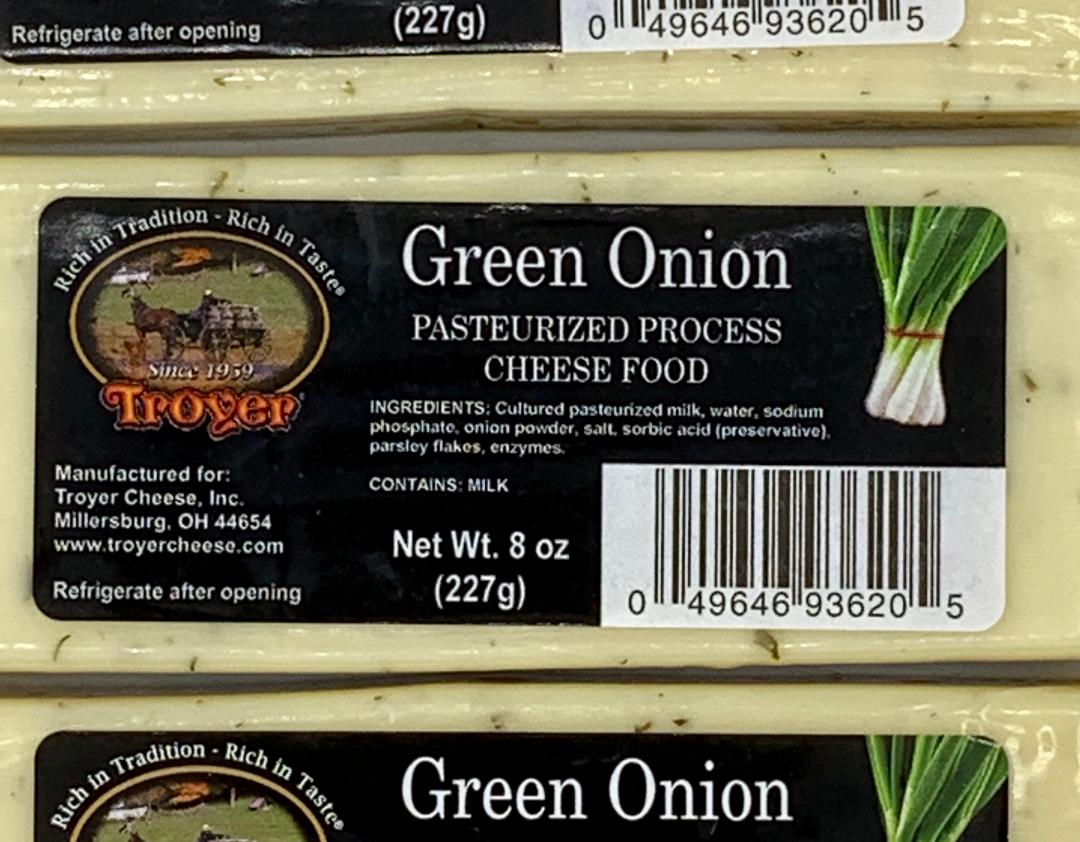 Refrigerate after opening
(227g)
0 49646 93620 5
Rich in Tradition - Rich in Taste®
Since 1959
Troyer
Green Onion
PASTEURIZED PROCESS
CHEESE FOOD
INGREDIENTS: Cultured pasteurized milk, water, sodium
phosphate, onion powder, salt, sorbic acid (preservative),
parsley flakes, enzymes.
CONTAINS: MILK
Manufactured for:
Troyer Cheese, Inc.
Millersburg, OH 44654
www.troyercheese.com
Refrigerate after opening
Net Wt. 8 oz
(227g)
0 49646 93620 5
Rich in Tradition - Rich in Taste®
Green Onion